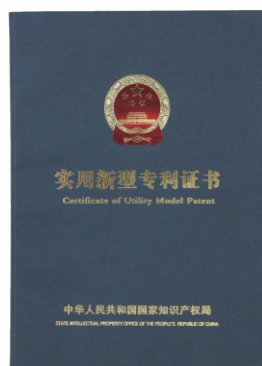 实用新型专利证书
Certificate of Utility Model Patent
中华人民共和国国家知识产权局
STATE INTELLECTUAL PROPERTY OFFICE OF THE PEOPLE'S REPUBLIC OF CHINA